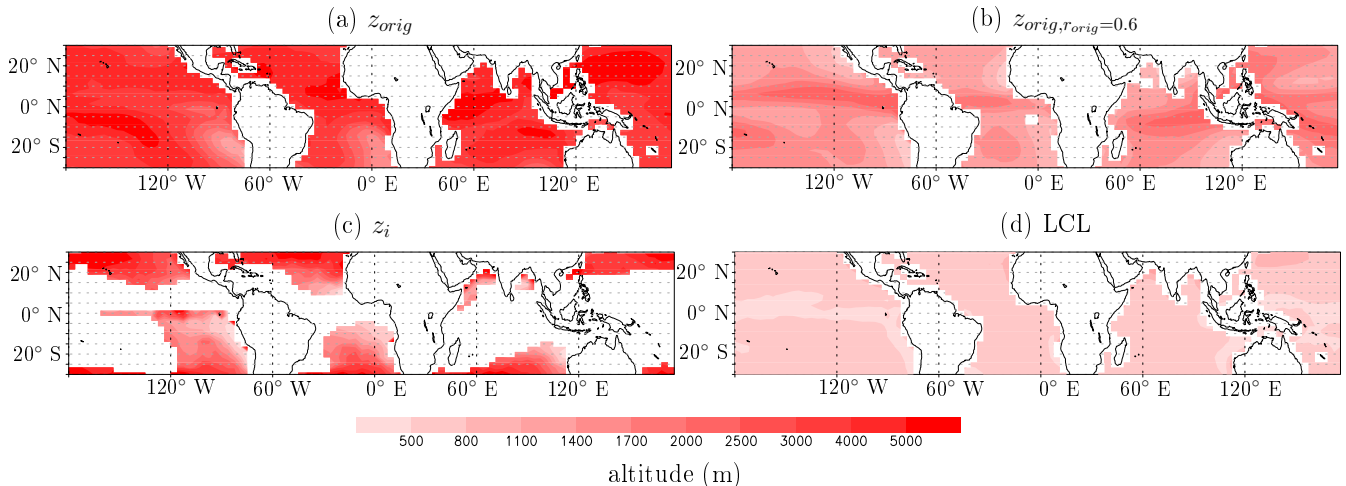 (a) z_orig
(b) z_orig,r_orig=0.6
20° N
0° N
20° S
120° W
60° W
0° E
60° E
120° E
20° N
0° N
20° S
120° W
60° W
0° E
60° E
120° E
(c) z_i
(d) LCL
20° N
0° N
20° S
120° W
60° W
0° E
60° E
120° E
20° N
0° N
20° S
120° W
60° W
0° E
60° E
120° E
500 800 1100 1400 1700 2000 2500 3000 4000 5000
altitude (m)